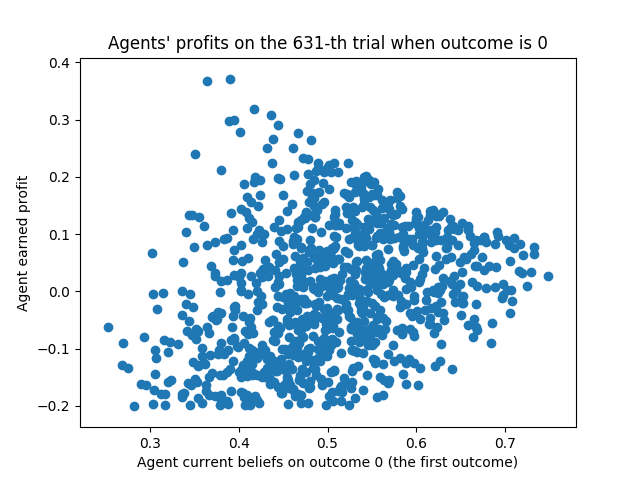 Agents' profits on the 631-th trial when outcome is 0
0.4
0.3
0.2
0.1
0.0
−0.1
−0.2
Agent earned profit
0.3 0.4 0.5 0.6 0.7
Agent current beliefs on outcome 0 (the first outcome)